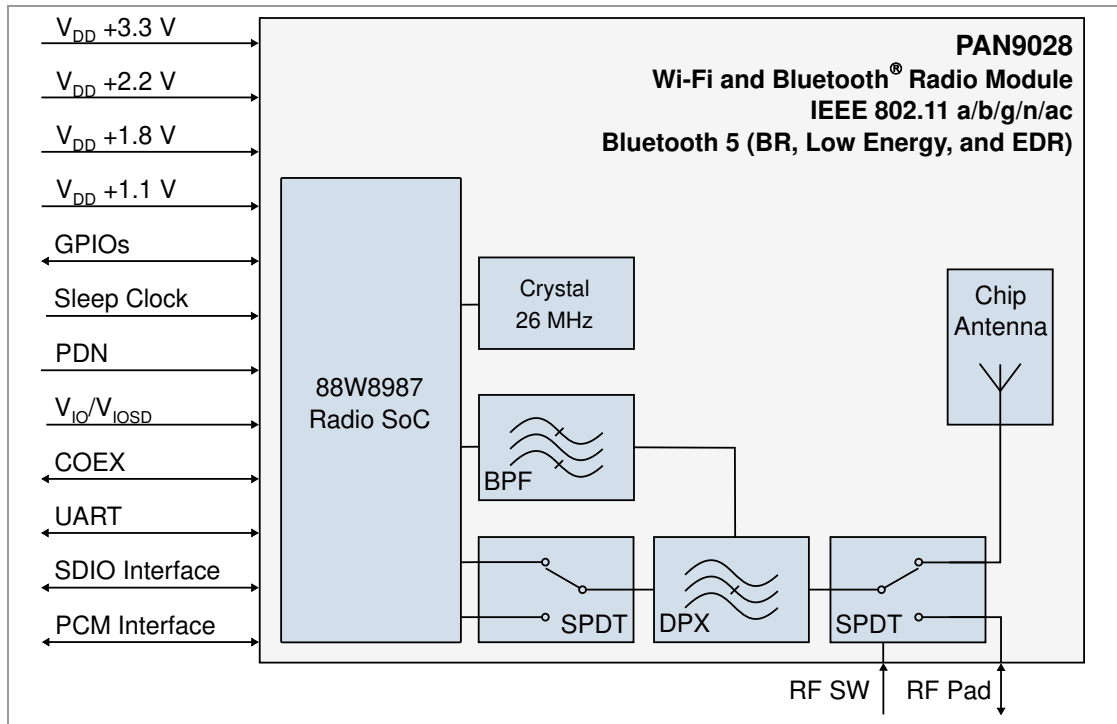 V_DD +3.3 V
V_DD +2.2 V
V_DD +1.8 V
V_DD +1.1 V
GPIOs
Sleep Clock
PDN
V_IO/V_IOSD
COEX
UART
SDIO Interface
PCM Interface
PAN9028
Wi-Fi and Bluetooth® Radio Module
IEEE 802.11 a/b/g/n/ac
Bluetooth 5 (BR, Low Energy, and EDR)
88W8987
Radio SoC
Crystal
26 MHz
Chip
Antenna
BPF
SPDT
DPX
SPDT
RF SW
RF Pad